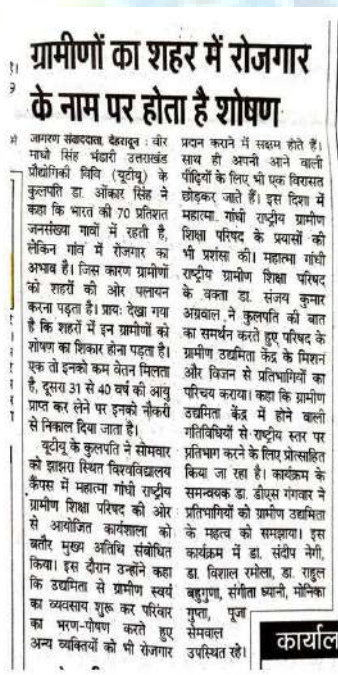 ग्रामीणों का शहर में रोजगार
के नाम पर होता है शोषण
जागरण संवाददाता, देहरादून : वीर
माधो सिंह भंडारी उत्तराखंड
प्रौद्योगिकी विवि (यूटीयू) के
कुलपति डा. ओंकार सिंह ने
कहा कि भारत की 70 प्रतिशत
जनसंख्या गावों में रहती है,
लेकिन गांव में रोजगार का
अभाव है। जिस कारण ग्रामीणों
को शहरों की ओर पलायन
करना पड़ता है। प्रायः देखा गया
है कि शहरों में इन ग्रामीणों को
शोषण का शिकार होना पड़ता है।
एक तो इनको कम वेतन मिलता
है, दूसरा 31 से 40 वर्ष की आयु
प्राप्त कर लेने पर इनको नौकरी
से निकाल दिया जाता है।
यूटीयू के कुलपति ने सोमवार
को झाझरा स्थित विश्वविद्यालय
कैंपस में महात्मा गांधी राष्ट्रीय
ग्रामीण शिक्षा परिषद की ओर
से आयोजित कार्यशाला को
बतौर मुख्य अतिथि संबोधित
किया। इस दौरान उन्होंने कहा
कि उद्यमिता से ग्रामीण स्वयं
का व्यवसाय शुरू कर परिवार
का भरण-पोषण करते हुए
अन्य व्यक्तियों को भी रोजगार
प्रदान कराने में सक्षम होते हैं।
साथ ही अपनी आने वाली
पीढ़ियों के लिए भी एक विरासत
छोड़कर जाते हैं। इस दिशा में
महात्मा गांधी राष्ट्रीय ग्रामीण
शिक्षा परिषद के प्रयासों की
भी प्रशंसा की। महात्मा गांधी
राष्ट्रीय ग्रामीण शिक्षा परिषद
के वक्ता डा. संजय कुमार
अग्रवाल ने कुलपति की बात
का समर्थन करते हुए परिषद के
ग्रामीण उद्यमिता केंद्र के मिशन
और विजन से प्रतिभागियों का
परिचय कराया। कहा कि ग्रामीण
उद्यमिता केंद्र में होने वाली
गतिविधियों से राष्ट्रीय स्तर पर
प्रतिभाग करने के लिए प्रोत्साहित
किया जा रहा है। कार्यक्रम के
समन्वयक डा. डीएस गंगवार ने
प्रतिभागियों को ग्रामीण उद्यमिता
के महत्व को समझाया। इस
कार्यक्रम में डा. संदीप नेगी,
डा. विशाल रमोला, डा. राहुल
बहुगुणा, संगीता ध्यानी, मोनिका
गुप्ता, पूजा
सेमवाल
उपस्थित रहे।
कार्याल